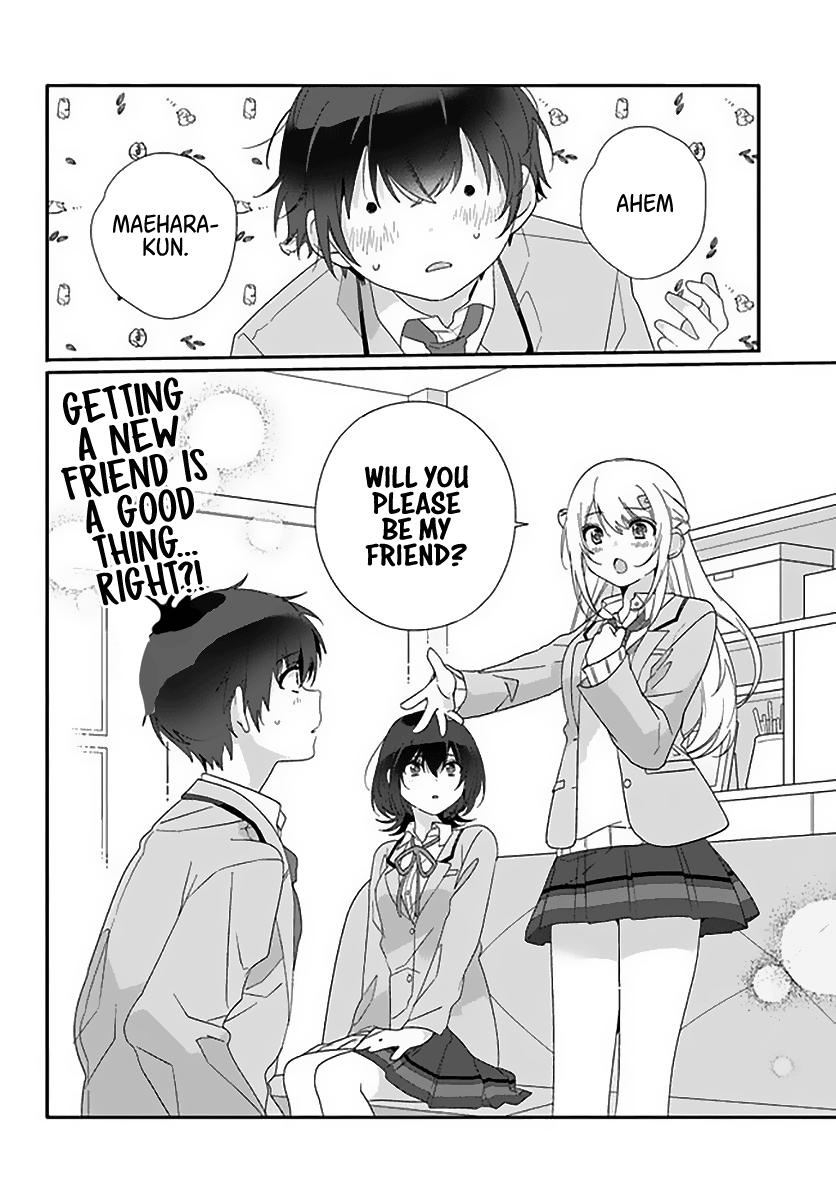 AHEM
MAEHARA-
KUN.
WILL YOU
PLEASE
BE MY
FRIEND?
GETTING
A NEW
FRIEND IS
A GOOD
THING...
RIGHT?!